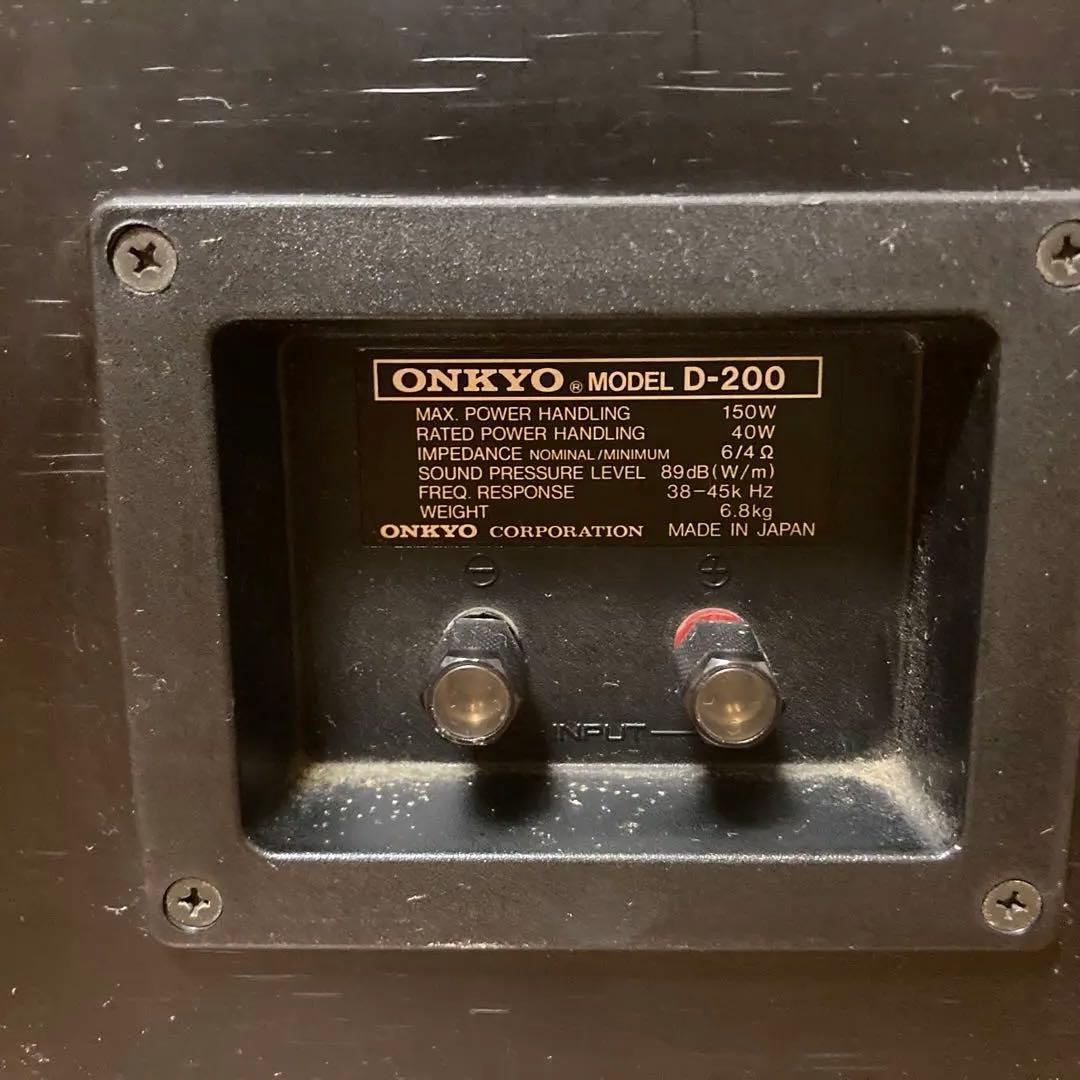 ONKYO ® MODEL D-200
MAX. POWER HANDLING 150W
RATED POWER HANDLING 40W
IMPEDANCE NOMINAL/MINIMUM 6/4 Ω
SOUND PRESSURE LEVEL 89dB(W/m)
FREQ. RESPONSE 38-45k Hz
WEIGHT 6.8kg
ONKYO CORPORATION MADE IN JAPAN
⊖ ⊕
INPUT